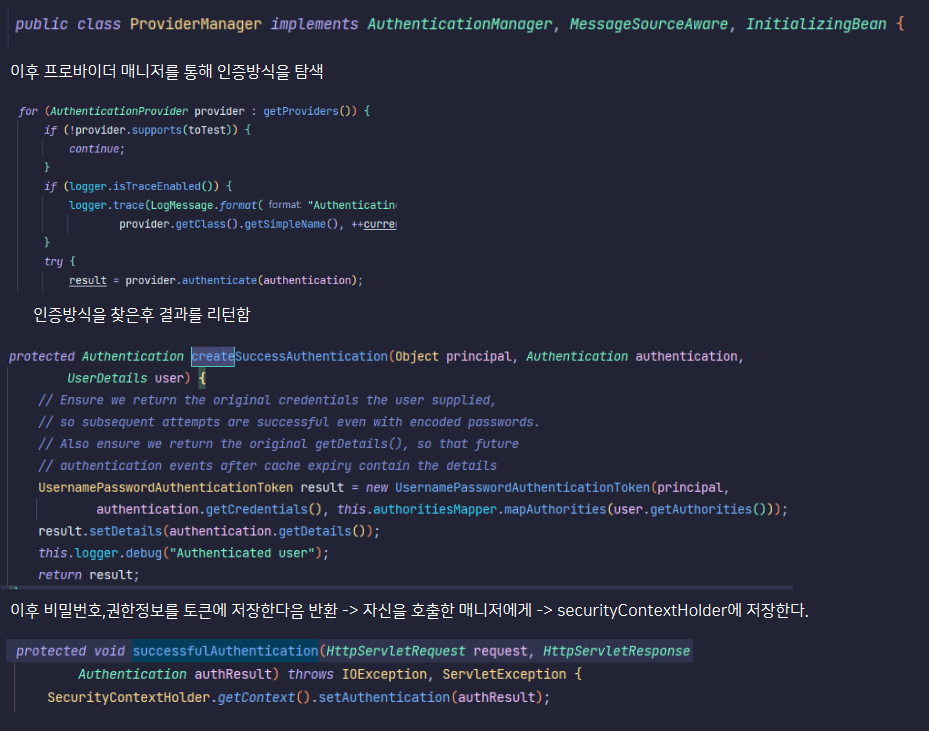 public class ProviderManager implements AuthenticationManager, MessageSourceAware, InitializingBean {
이후 프로바이더 매니저를 통해 인증방식을 탐색
for (AuthenticationProvider provider : getProviders()) {
if (!provider.supports(toTest)) {
continue;
}
if (logger.isTraceEnabled()) {
logger.trace(LogMessage.format( format: "Authenticatin
provider.getClass().getSimpleName(), ++curre
}
try {
result = provider.authenticate(authentication);
인증방식을 찾은후 결과를 리턴함
protected Authentication createSuccessAuthentication(Object principal, Authentication authentication,
UserDetails user) {
// Ensure we return the original credentials the user supplied,
// so subsequent attempts are successful even with encoded passwords.
// Also ensure we return the original getDetails(), so that future
// authentication events after cache expiry contain the details
UsernamePasswordAuthenticationToken result = new UsernamePasswordAuthenticationToken(principal,
authentication.getCredentials(), this.authoritiesMapper.mapAuthorities(user.getAuthorities()));
result.setDetails(authentication.getDetails());
this.logger.debug("Authenticated user");
return result;
이후 비밀번호,권한정보를 토큰에 저장한다음 반환 -> 자신을 호출한 매니저에게 -> securityContextHolder에 저장한다.
protected void successfulAuthentication(HttpServletRequest request, HttpServletResponse
Authentication authResult) throws IOException, ServletException {
SecurityContextHolder.getContext().setAuthentication(authResult);